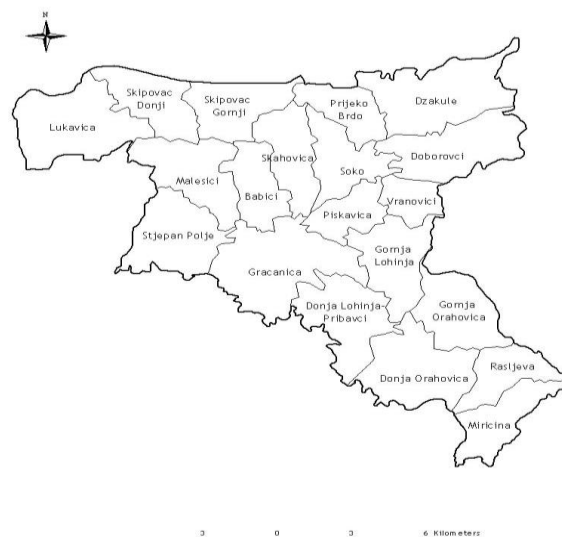 N
Skipovac
Donji
Skipovac
Gornji
Prijeko
Brdo
Dzakule
Lukavica
Skahovica
Soko
Doborovci
Malesici
Babici
Vranovici
Piskavica
Stjepan Polje
Gornja
Lohinja
Gracanica
Donja Lohinja-
Pribavci
Gornja
Orahovica
Rasljeva
Donja Orahovica
Miricina
3 0 3 6 Kilometers